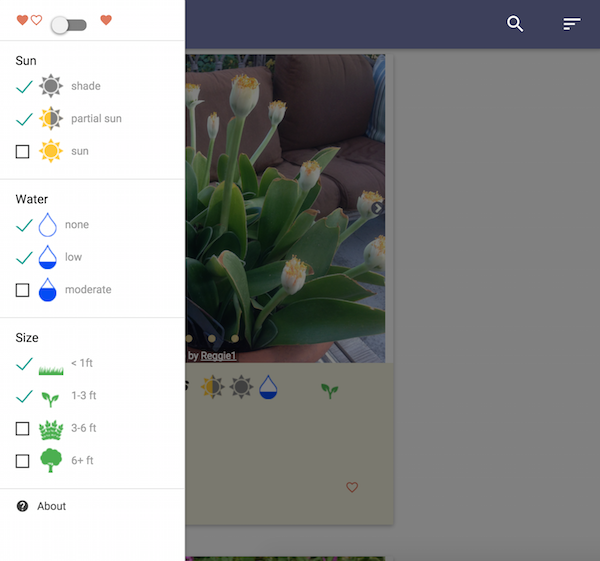 Sun
shade
partial sun
sun
Water
none
low
moderate
Size
< 1ft
1-3 ft
3-6 ft
6+ ft
About
by Reggie1